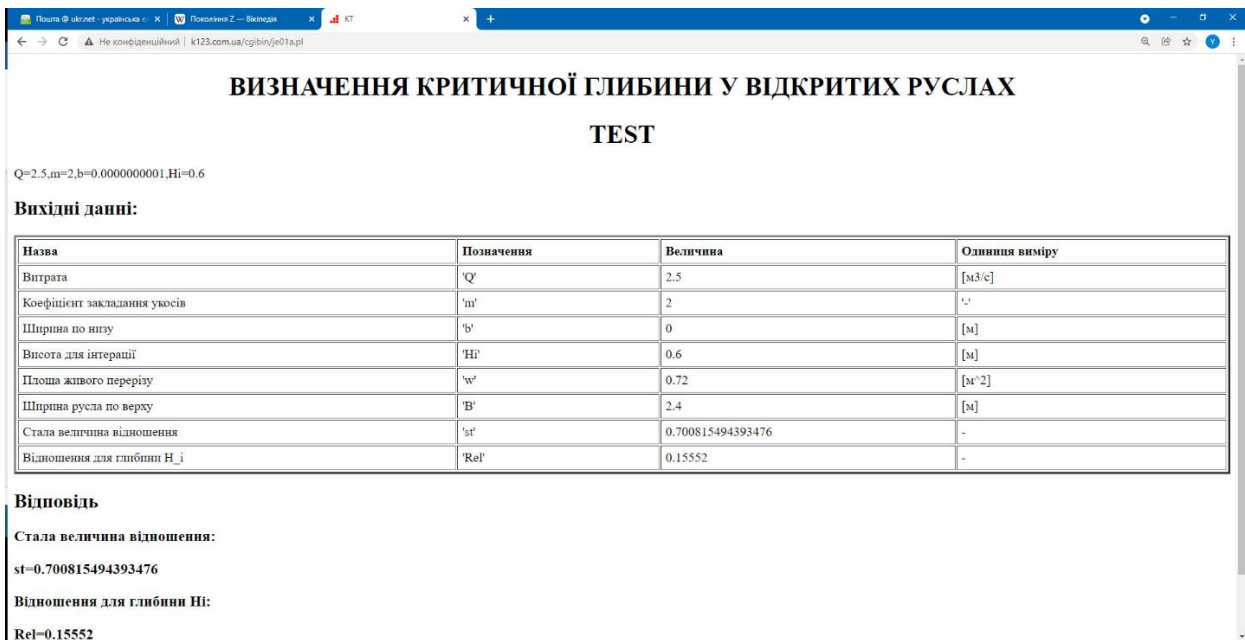 Пошта @ ukr.net - українська е
Покоління Z — Вікіпедія
КТ
Не конфіденційний | k123.com.ua/cgibin/je01a.pl
Y
ВИЗНАЧЕННЯ КРИТИЧНОЇ ГЛИБИНИ У ВІДКРИТИХ РУСЛАХ
TEST
Q=2.5,m=2,b=0.0000000001,Hi=0.6
Вихідні данні:
Назва Позначення Величина Одиниця виміру
Витрата 'Q' 2.5 [м3/с]
Коефіцієнт закладання укосів 'm' 2 '-'
Ширина по низу 'b' 0 [м]
Висота для інтерації 'Hi' 0.6 [м]
Площа живого перерізу 'w' 0.72 [м^2]
Ширина русла по верху 'B' 2.4 [м]
Стала величина відношення 'st' 0.700815494393476 -
Відношення для глибини H_i 'Rel' 0.15552 -
Відповідь
Стала величина відношення:
st=0.700815494393476
Відношення для глибини Hi:
Rel=0.15552